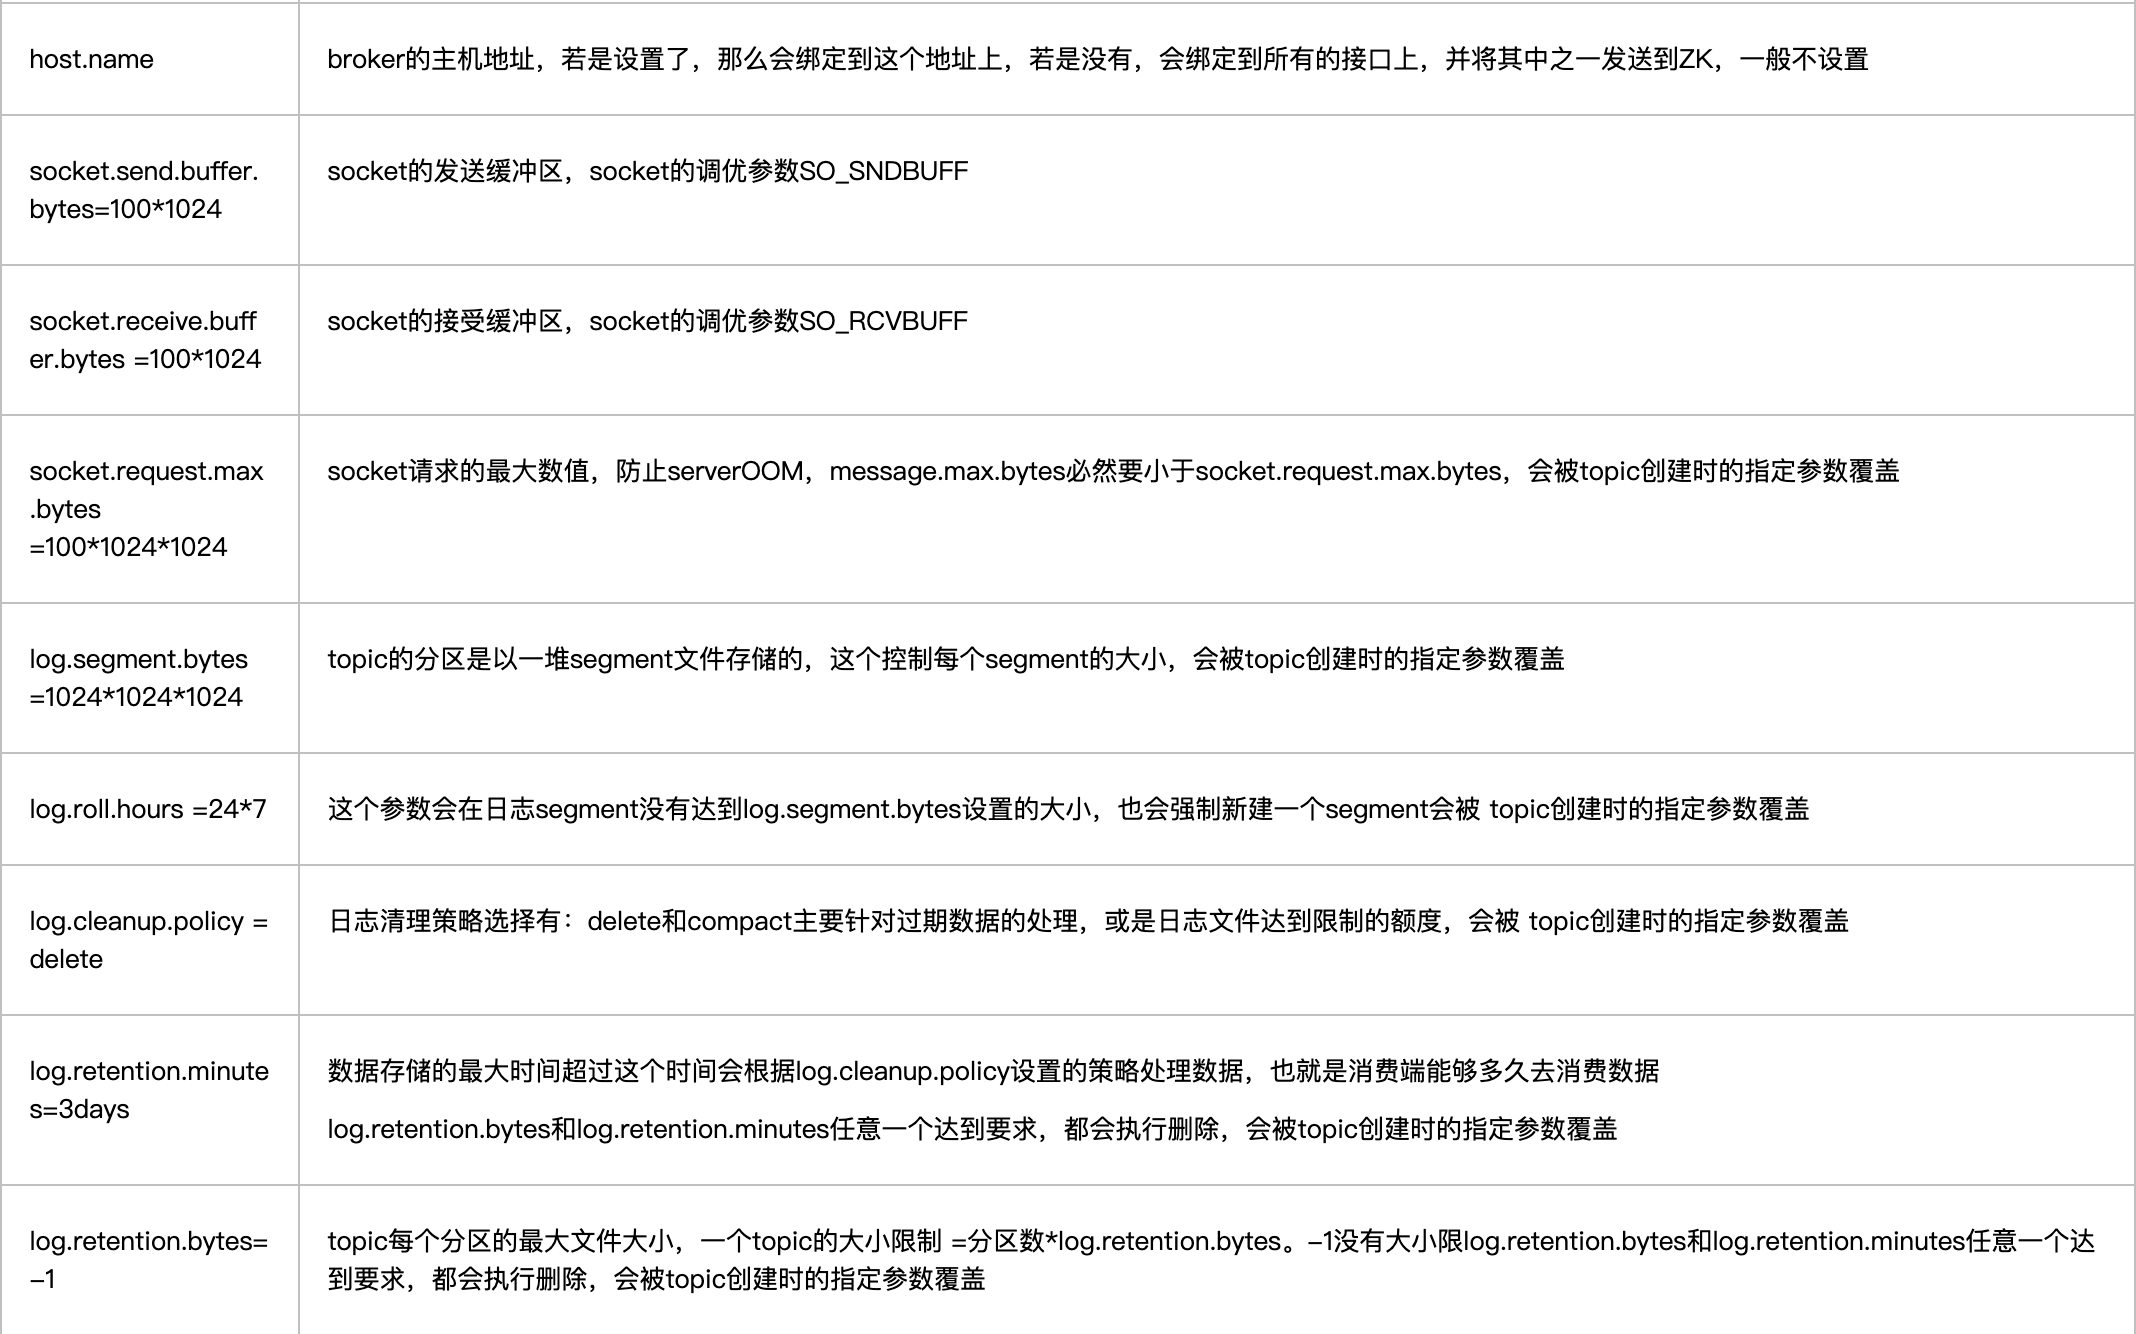 host.name
broker的主机地址，若是设置了，那么会绑定到这个地址上，若是没有，会绑定到所有的接口上，并将其中之一发送到ZK，一般不设置
socket.send.buffer.
bytes=100*1024
socket的发送缓冲区，socket的调优参数SO_SNDBUFF
socket.receive.buff
er.bytes =100*1024
socket的接受缓冲区，socket的调优参数SO_RCVBUFF
socket.request.max
.bytes
=100*1024*1024
socket请求的最大数值，防止serverOOM，message.max.bytes必然要小于socket.request.max.bytes，会被topic创建时的指定参数覆盖
log.segment.bytes
=1024*1024*1024
topic的分区是以一堆segment文件存储的，这个控制每个segment的大小，会被topic创建时的指定参数覆盖
log.roll.hours =24*7
这个参数会在日志segment没有达到log.segment.bytes设置的大小，也会强制新建一个segment会被 topic创建时的指定参数覆盖
log.cleanup.policy =
delete
日志清理策略选择有：delete和compact主要针对过期数据的处理，或是日志文件达到限制的额度，会被 topic创建时的指定参数覆盖
log.retention.minute
s=3days
数据存储的最大时间超过这个时间会根据log.cleanup.policy设置的策略处理数据，也就是消费端能够多久去消费数据
log.retention.bytes和log.retention.minutes任意一个达到要求，都会执行删除，会被topic创建时的指定参数覆盖
log.retention.bytes=
-1
topic每个分区的最大文件大小，一个topic的大小限制 =分区数*log.retention.bytes。-1没有大小限log.retention.bytes和log.retention.minutes任意一个达
到要求，都会执行删除，会被topic创建时的指定参数覆盖